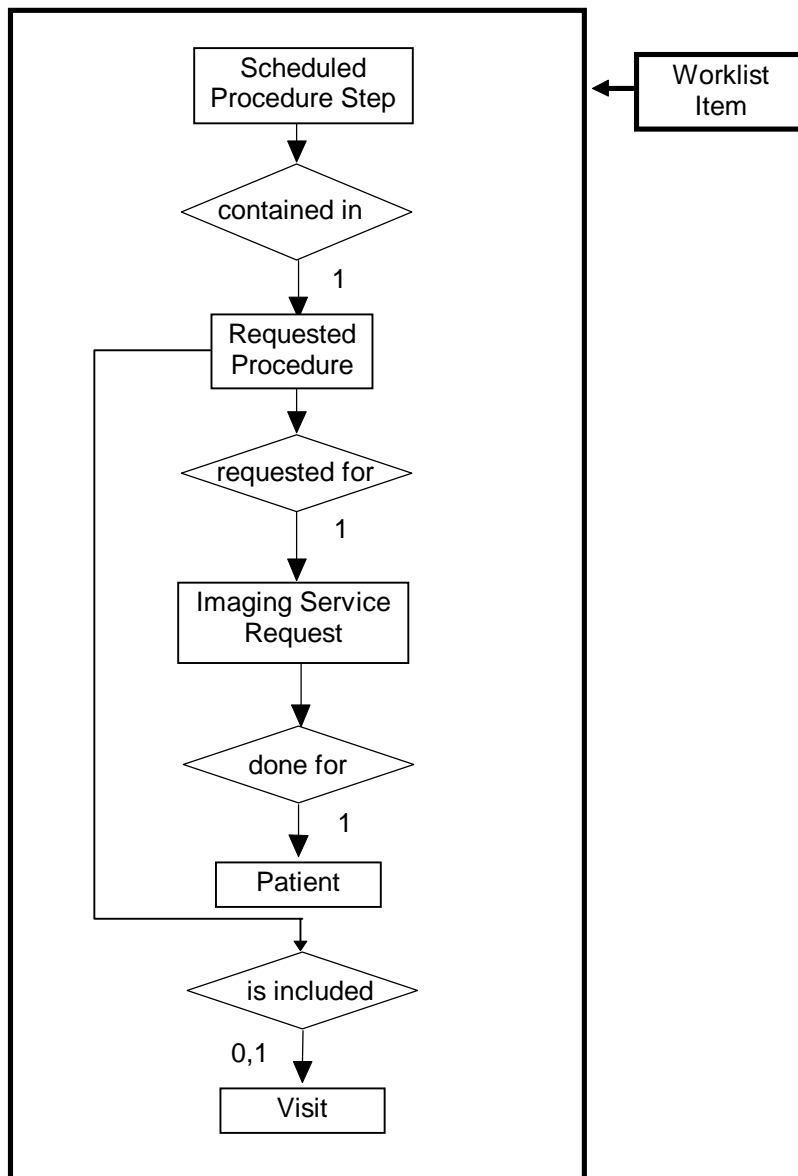 Scheduled
Procedure Step
Worklist
Item
contained in
1
Requested
Procedure
requested for
1
Imaging Service
Request
done for
1
Patient
is included
0,1
Visit